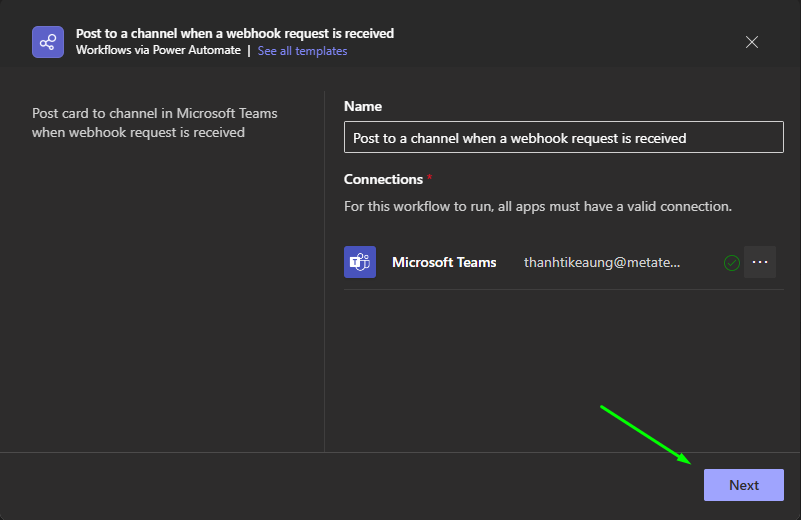 Post to a channel when a webhook request is received
Workflows via Power Automate | See all templates
Post card to channel in Microsoft Teams
when webhook request is received
Name
Post to a channel when a webhook request is received
Connections *
For this workflow to run, all apps must have a valid connection.
Microsoft Teams thanhtikeaung@metate...
Next